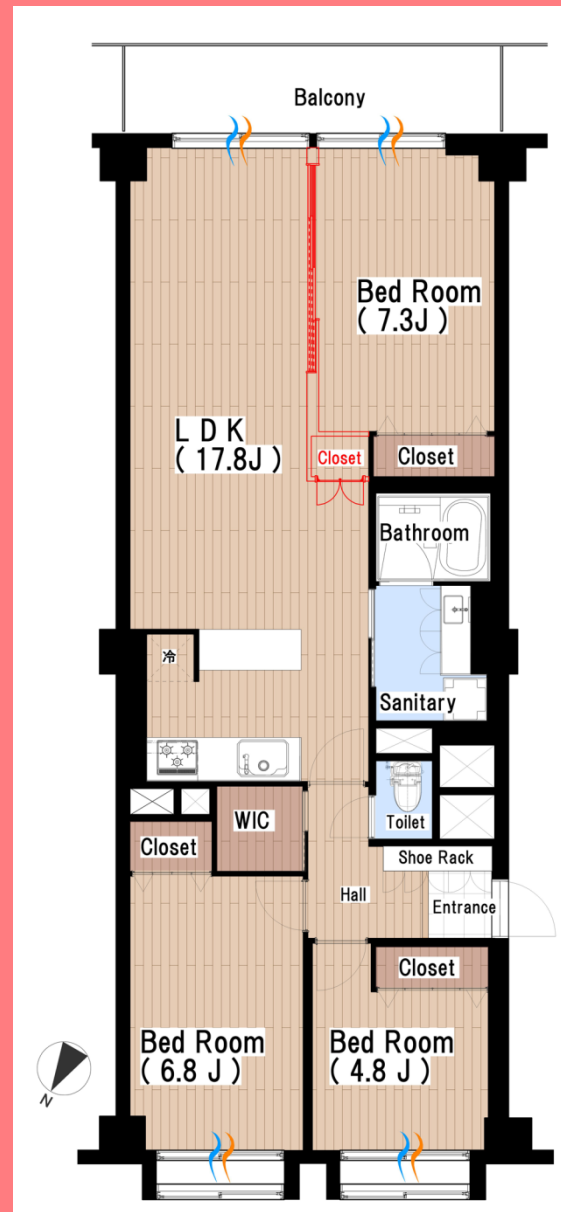 Balcony
Bed Room
( 7.3J )
L D K
( 17.8J )
Closet
Closet
Bathroom
冷
Sanitary
WIC
Toilet
Closet
Shoe Rack
Hall
Entrance
Closet
Bed Room
( 6.8 J )
Bed Room
( 4.8 J )
N